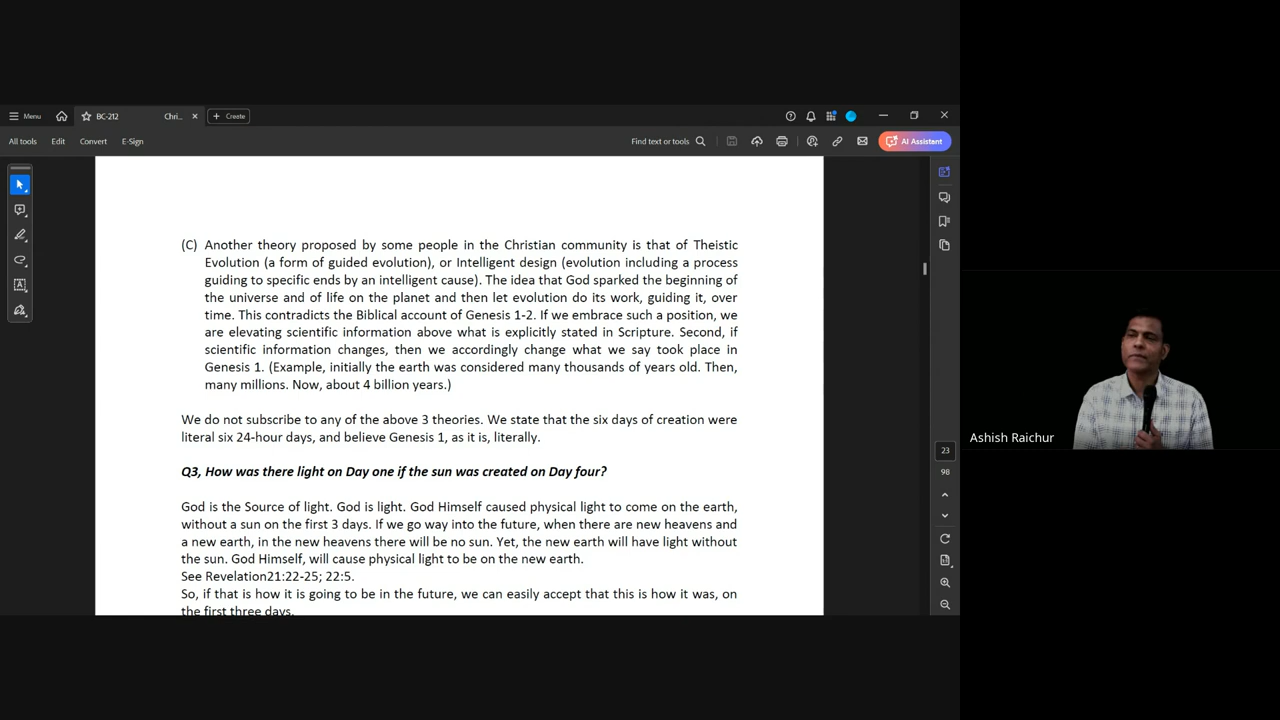 Menu
BC-212
Chri...
Create
All tools
Edit
Convert
E-Sign
Find text or tools
AI Assistant
(C) Another theory proposed by some people in the Christian community is that of Theistic
Evolution (a form of guided evolution), or Intelligent design (evolution including a process
guiding to specific ends by an intelligent cause). The idea that God sparked the beginning of
the universe and of life on the planet and then let evolution do its work, guiding it, over
time. This contradicts the Biblical account of Genesis 1-2. If we embrace such a position, we
are elevating scientific information above what is explicitly stated in Scripture. Second, if
scientific information changes, then we accordingly change what we say took place in
Genesis 1. (Example, initially the earth was considered many thousands of years old. Then,
many millions. Now, about 4 billion years.)
We do not subscribe to any of the above 3 theories. We state that the six days of creation were
literal six 24-hour days, and believe Genesis 1, as it is, literally.
Q3, How was there light on Day one if the sun was created on Day four?
God is the Source of light. God is light. God Himself caused physical light to come on the earth,
without a sun on the first 3 days. If we go way into the future, when there are new heavens and
a new earth, in the new heavens there will be no sun. Yet, the new earth will have light without
the sun. God Himself, will cause physical light to be on the new earth.
See Revelation21:22-25; 22:5.
So, if that is how it is going to be in the future, we can easily accept that this is how it was, on
the first three days.
23
98
Ashish Raichur